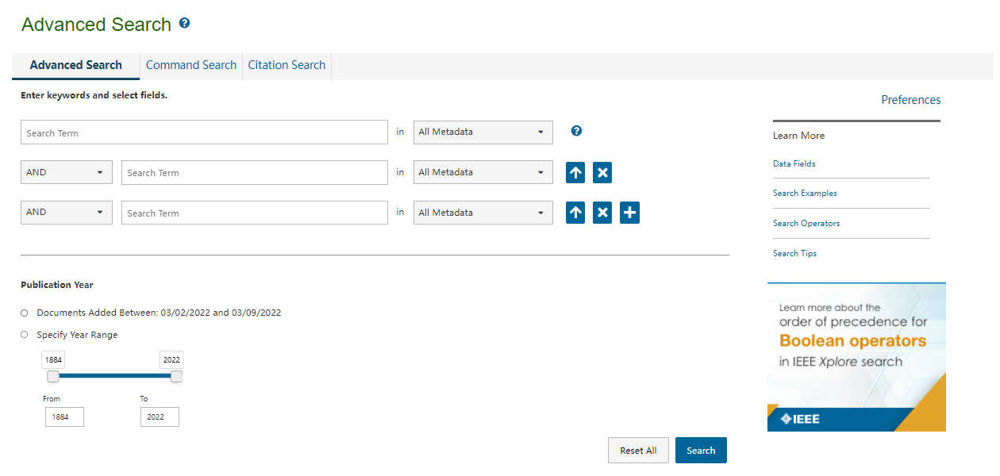 Advanced Search ?
Advanced Search Command Search Citation Search
Enter keywords and select fields.
Preferences
Search Term in All Metadata ?
Learn More
AND Search Term in All Metadata
Data Fields
Search Examples
AND Search Term in All Metadata
Search Operators
Search Tips
Publication Year
Documents Added Between: 03/02/2022 and 03/09/2022
Specify Year Range
1884 2022
From To
1884 2022
Learn more about the
order of precedence for
Boolean operators
in IEEE Xplore search
IEEE
Reset All Search